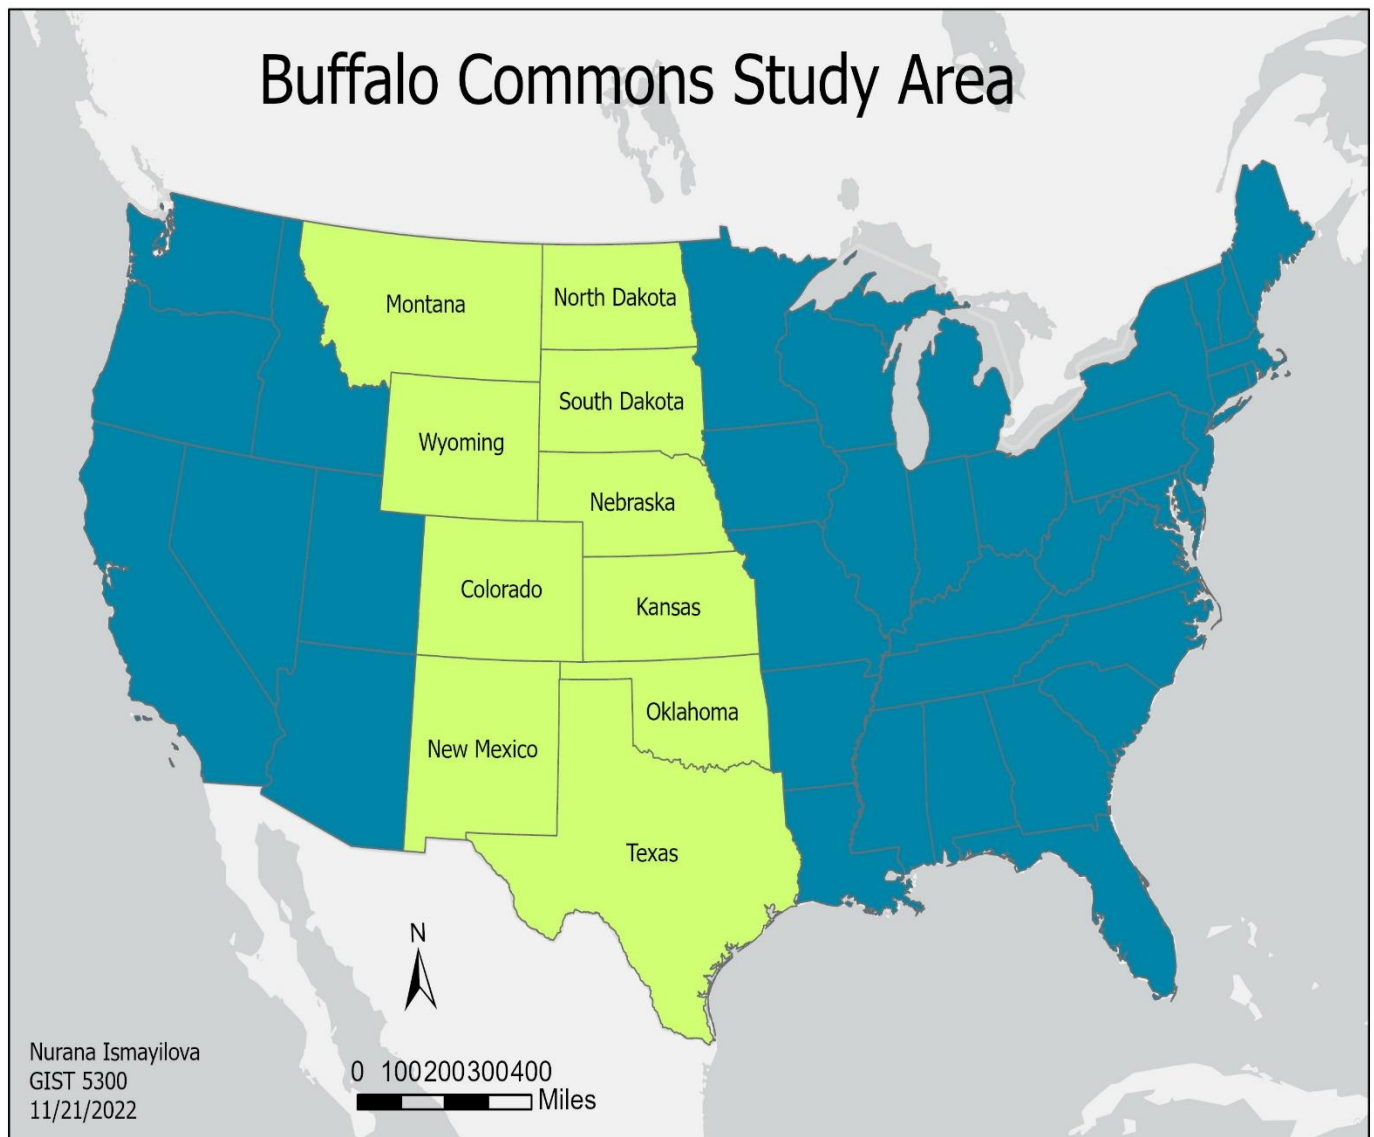 Buffalo Commons Study Area
Montana
North Dakota
South Dakota
Wyoming
Nebraska
Colorado
Kansas
Oklahoma
New Mexico
Texas
N
Nurana Ismayilova
GIST 5300
11/21/2022
0 100200300400
Miles